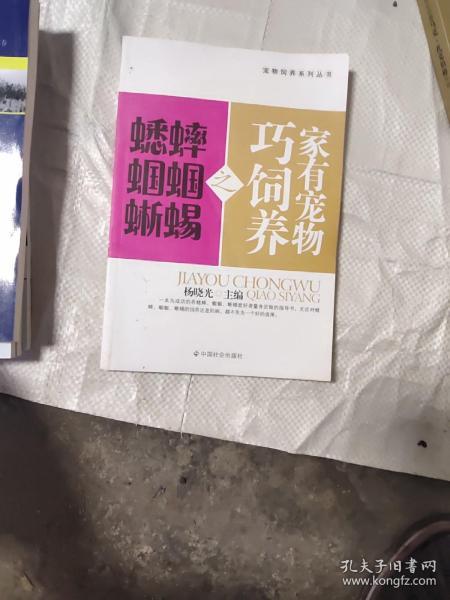 宠物饲养系列丛书
家有宠物
巧饲养
之
蟋蟀
蝈蝈
蜥蜴
JIAYOU CHONGWU
QIAO SIYANG
杨晓光 主编
中国社会出版社
孔夫子旧书网
www.kongfz.com